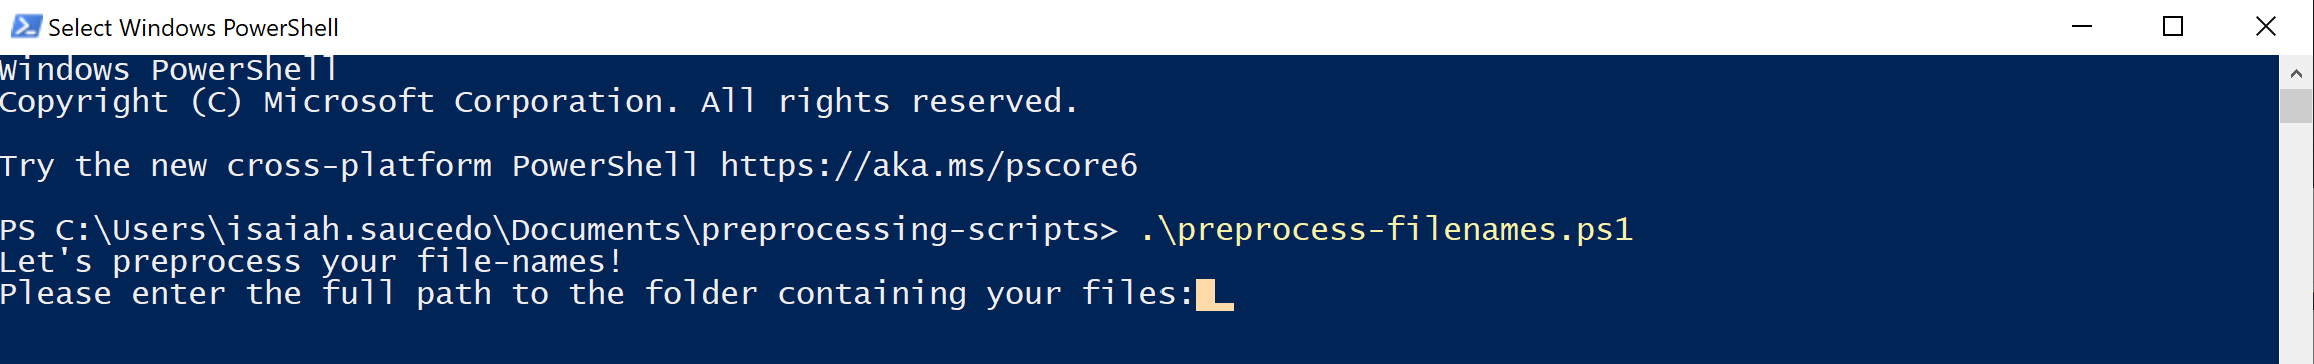 Select Windows PowerShell
Windows PowerShell
Copyright (C) Microsoft Corporation. All rights reserved.
Try the new cross-platform PowerShell https://aka.ms/pscore6
PS C:\Users\isaiah.saucedo\Documents\preprocessing-scripts> .\preprocess-filenames.ps1
Let's preprocess your file-names!
Please enter the full path to the folder containing your files: